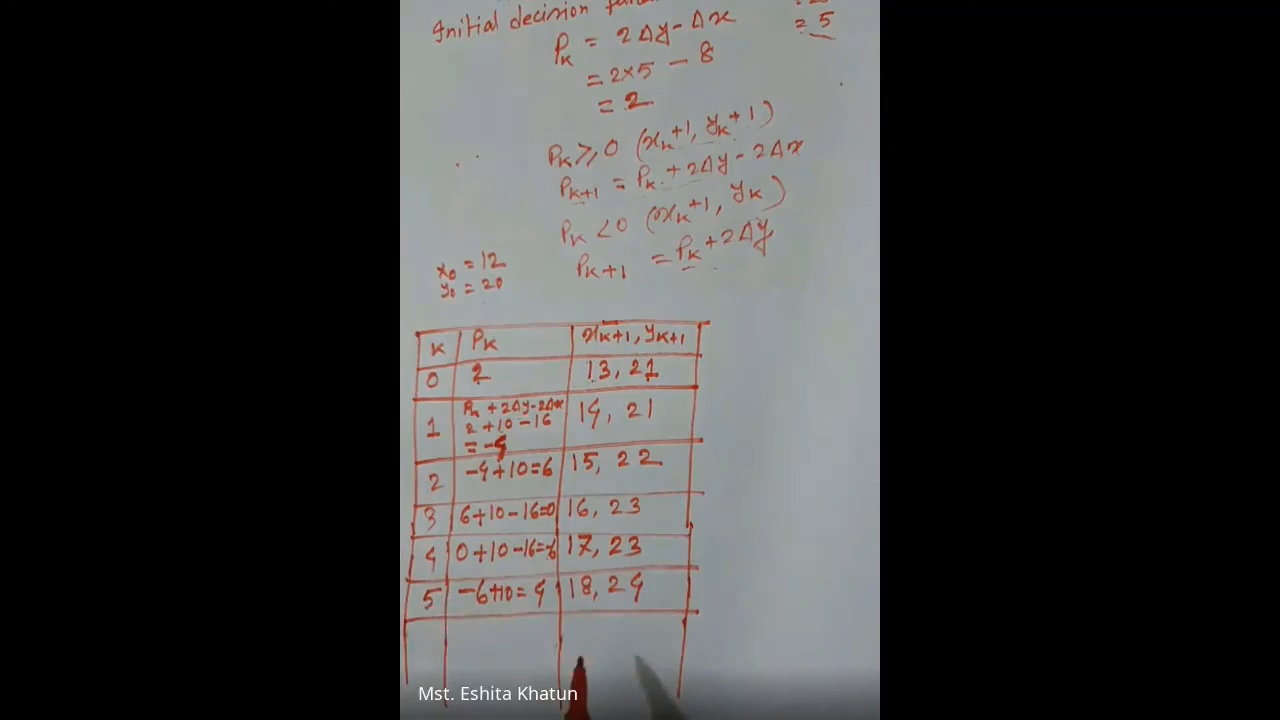 Initial decision
= 5
Pₖ = 2Δy - Δx
= 2×5 - 8
= 2
Pₖ ≥ 0 (xₖ+1, yₖ+1)
Pₖ₊₁ = Pₖ + 2Δy - 2Δx
Pₖ < 0 (xₖ+1, yₖ)
Pₖ₊₁ = Pₖ + 2Δy
x₀ = 12
y₀ = 20
K Pₖ xₖ₊₁, yₖ₊₁
0 2 13, 21
1 Pₖ + 2Δy - 2Δx 14, 21
2 + 10 - 16
= -4
2 -4+10=6 15, 22
3 6+10-16=0 16, 23
4 0+10-16=-6 17, 23
5 -6+10=4 18, 24
Mst. Eshita Khatun